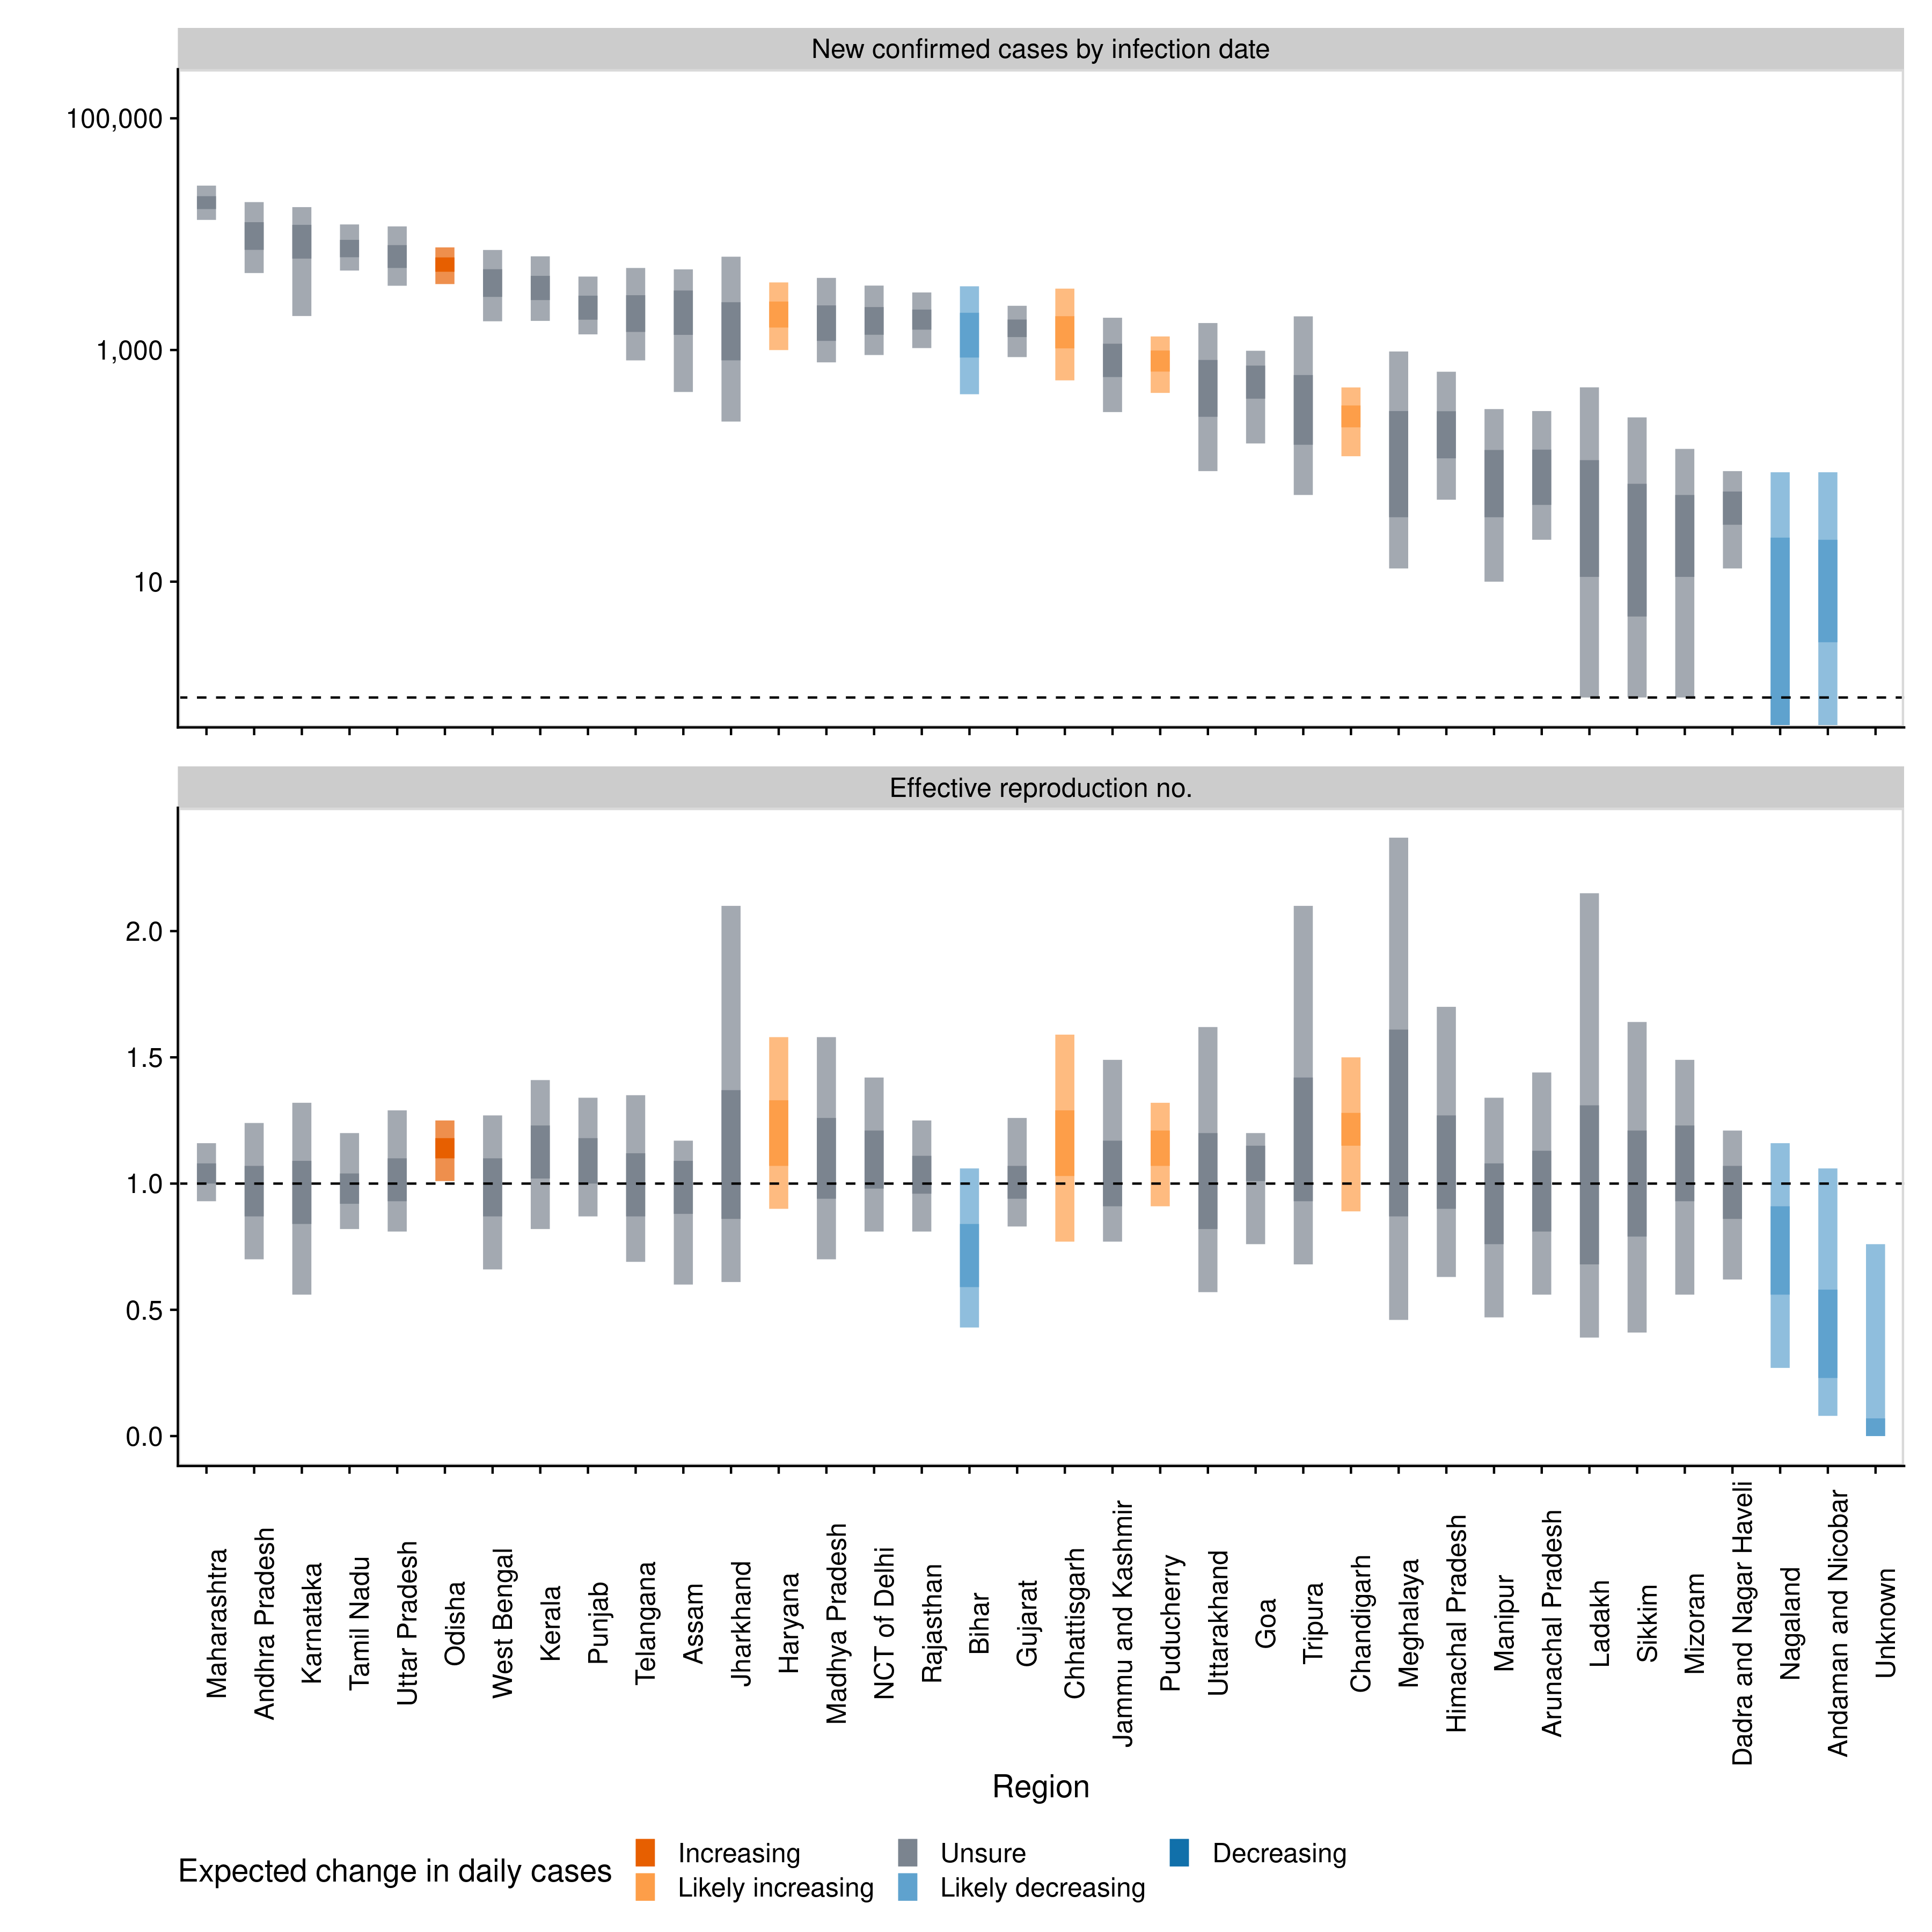 New confirmed cases by infection date
100,000
1,000
10
Effective reproduction no.
2.0
1.5
1.0
0.5
0.0
Maharashtra
Andhra Pradesh
Karnataka
Tamil Nadu
Uttar Pradesh
Odisha
West Bengal
Kerala
Punjab
Telangana
Assam
Jharkhand
Haryana
Madhya Pradesh
NCT of Delhi
Rajasthan
Bihar
Gujarat
Chhattisgarh
Jammu and Kashmir
Puducherry
Uttarakhand
Goa
Tripura
Chandigarh
Meghalaya
Himachal Pradesh
Manipur
Arunachal Pradesh
Ladakh
Sikkim
Mizoram
Dadra and Nagar Haveli
Nagaland
Andaman and Nicobar
Unknown
Region
Expected change in daily cases
Increasing
Likely increasing
Unsure
Likely decreasing
Decreasing